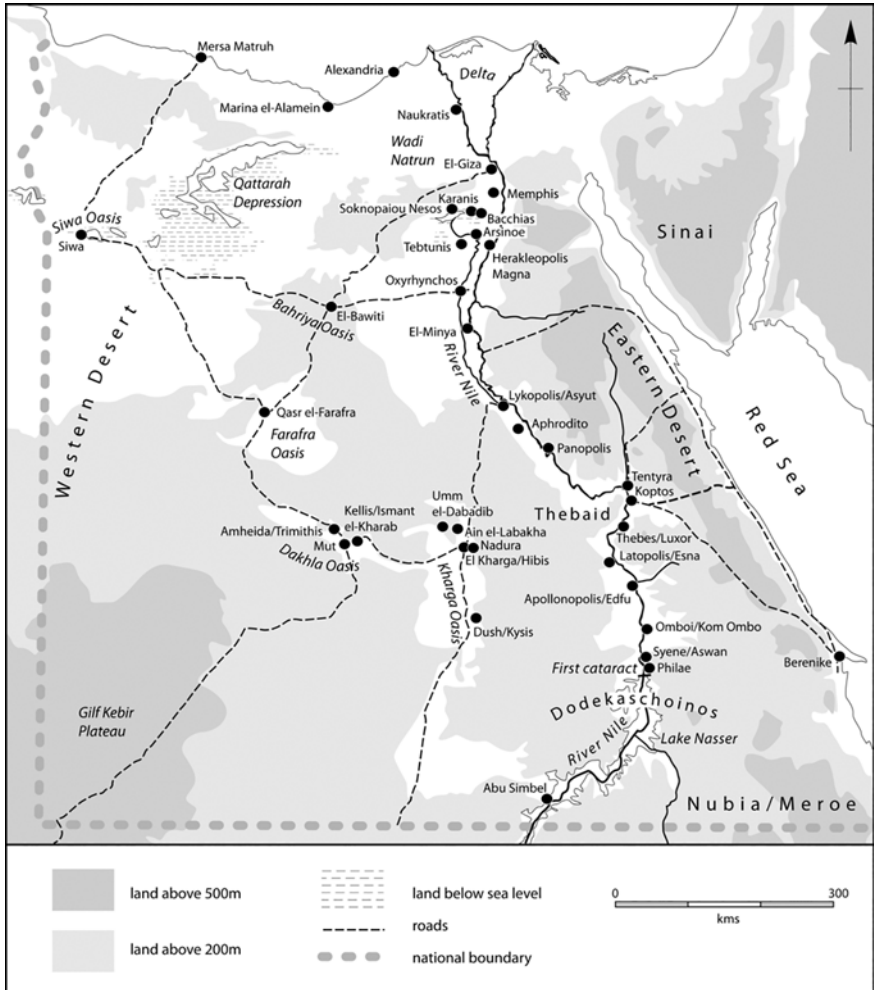 Mersa Matruh
Alexandria
Delta
Marina el-Alamein
Naukratis
Wadi
Natrun
El-Giza
Qattarah
Depression
Karanis
Memphis
Soknopaiou Nesos
Bacchias
Arsinoe
Siwa Oasis
Siwa
Tebtunis
Herakleopolis
Magna
Sinai
Oxyrhynchos
El-Bawiti
Bahriya Oasis
El-Minya
River Nile
Eastern Desert
Red Sea
Western Desert
Lykopolis/Asyut
Qasr el-Farafra
Farafra
Oasis
Aphrodito
Panopolis
Tentyra
Koptos
Umm
el-Dabadib
Thebaid
Kellis/Ismant
el-Kharab
Amheida/Trimithis
Ain el-Labakha
Thebes/Luxor
Mut
Nadura
Latopolis/Esna
Dakhla Oasis
El Kharga/Hibis
Kharga Oasis
Apollonopolis/Edfu
Dush/Kysis
Omboi/Kom Ombo
Syene/Aswan
Berenike
First cataract
Philae
Gilf Kebir
Plateau
Dodekaschoinos
River Nile
Lake Nasser
Abu Simbel
Nubia/Meroe
land above 500m
land below sea level
0 300
kms
roads
land above 200m
national boundary